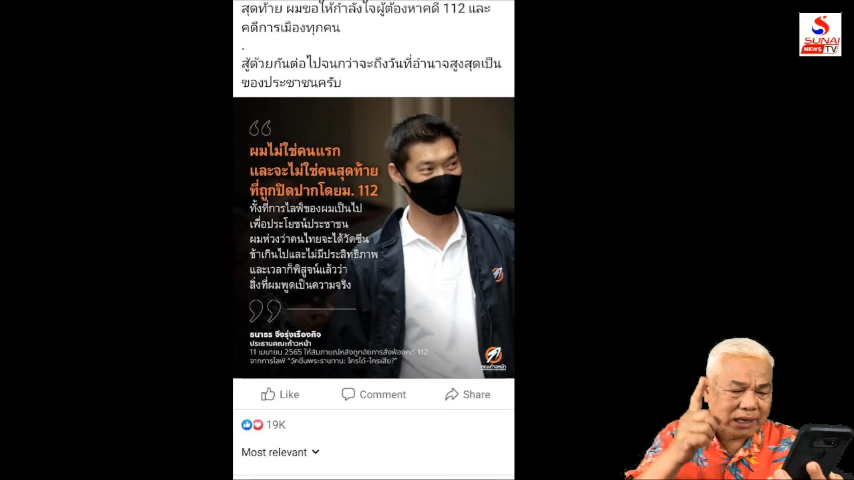 สุดท้าย ผมขอให้กำลังใจผู้ต้องหาคดี 112 และ
คดีการเมืองทุกคน
.
สู้ด้วยกันต่อไปจนกว่าจะถึงวันที่อำนาจสูงสุดเป็น
ของประชาชนครับ
SUNAI
NEWS TV
ผมไม่ใช่คนแรก
และจะไม่ใช่คนสุดท้าย
ที่ถูกปิดปากโดยม. 112
ทั้งที่การไลฟ์ของผมเป็นไป
เพื่อประโยชน์ประชาชน
ผมห่วงว่าคนไทยจะได้วัคซีน
ช้าเกินไปและไม่มีประสิทธิภาพ
และเวลาก็พิสูจน์แล้วว่า
สิ่งที่ผมพูดเป็นความจริง
ธนาธร จึงรุ่งเรืองกิจ
ประธานคณะก้าวหน้า
11 เมษายน 2565 ให้สัมภาษณ์หลังถูกอัยการสั่งฟ้องคดี 112
จากการไลฟ์ "วัคซีนพระราชทาน: ใครได้-ใครเสีย?"
คณะก้าวหน้า
Like
Comment
Share
19K
Most relevant